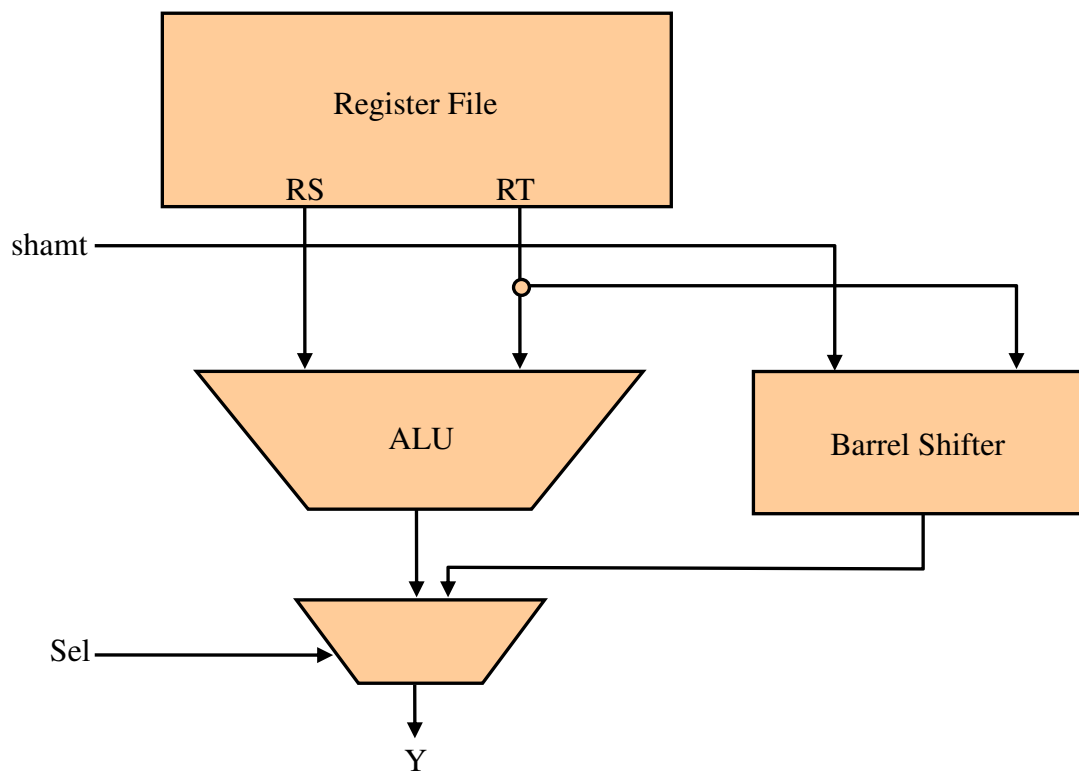 Register File
RS RT
shamt
ALU
Barrel Shifter
Sel
Y